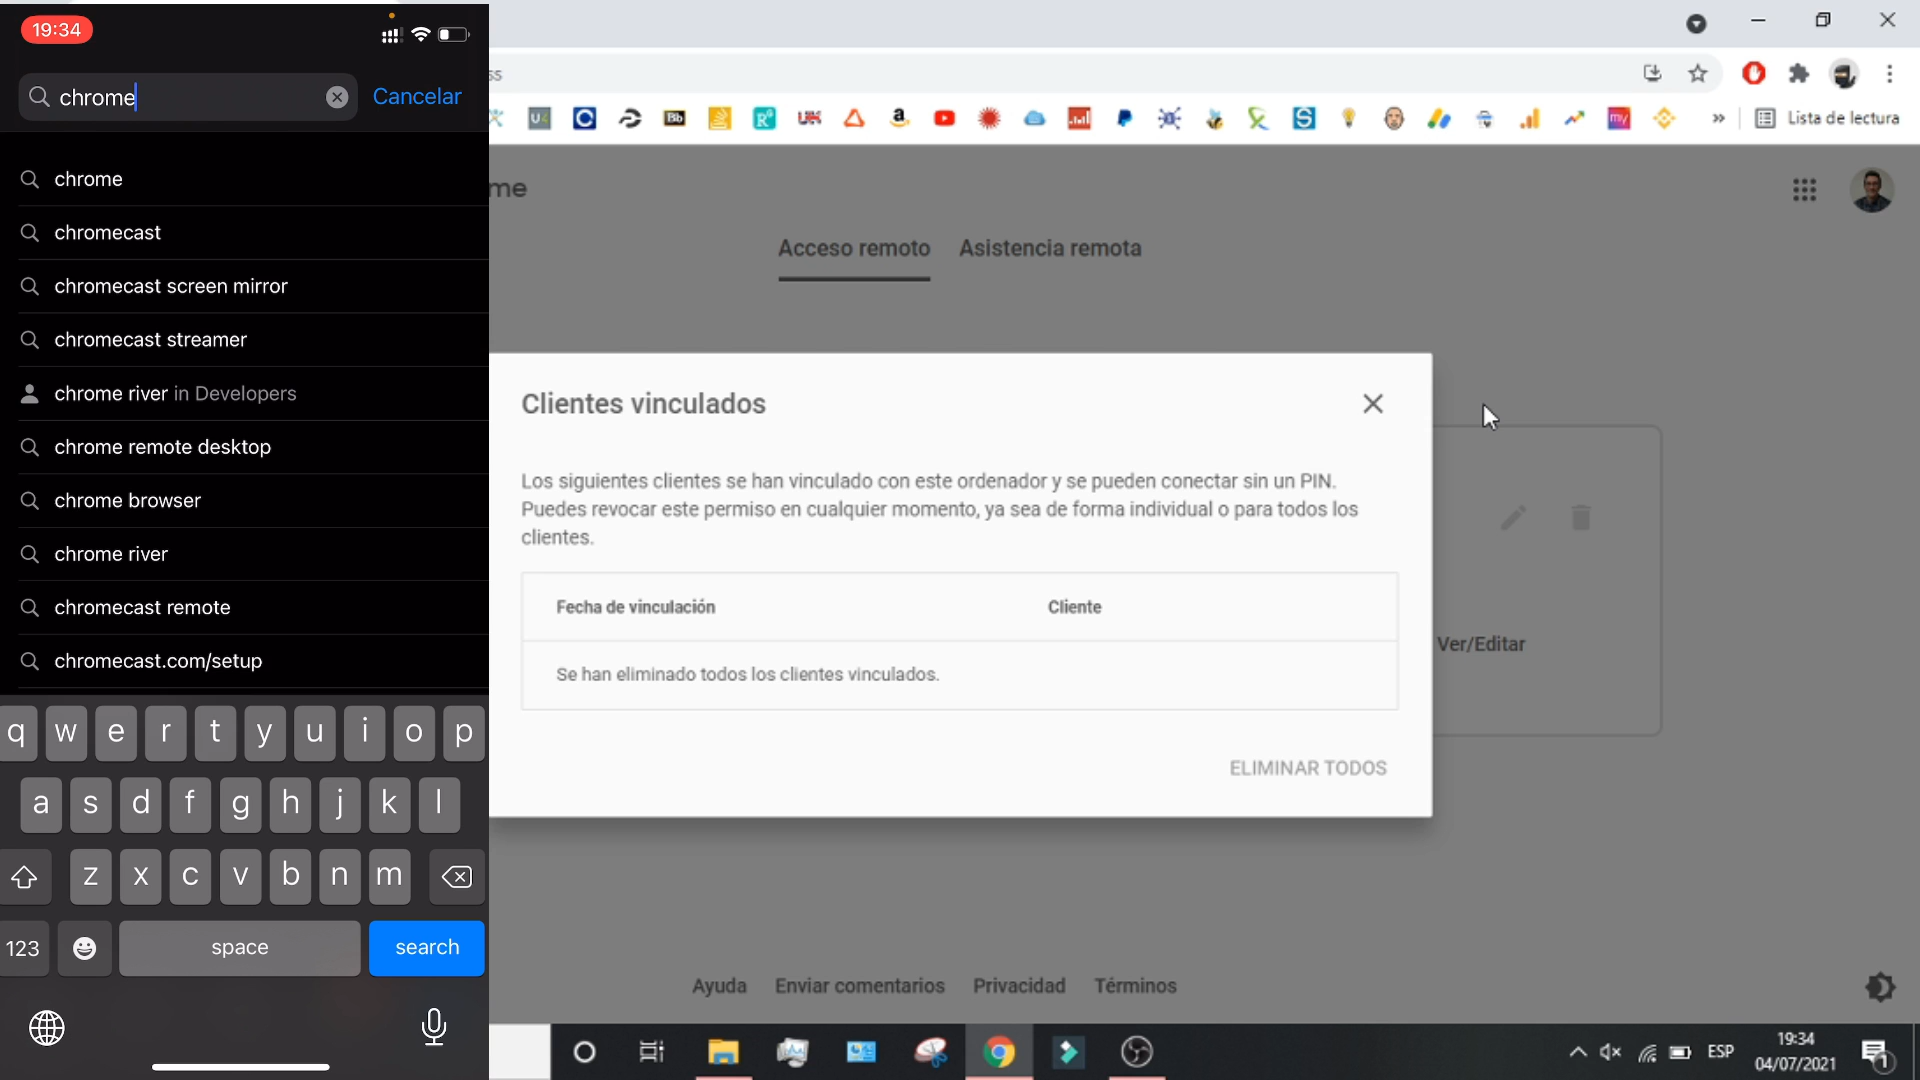 19:34
chrome
Cancelar
chrome
chromecast
chromecast screen mirror
chromecast streamer
chrome river in Developers
chrome remote desktop
chrome browser
chrome river
chromecast remote
chromecast.com/setup
q w e r t y u i o p
a s d f g h j k l
z x c v b n m
123
space
search
ss
U4
Bb
my
Lista de lectura
me
Acceso remoto
Asistencia remota
Clientes vinculados
Los siguientes clientes se han vinculado con este ordenador y se pueden conectar sin un PIN.
Puedes revocar este permiso en cualquier momento, ya sea de forma individual o para todos los
clientes.
Fecha de vinculación
Cliente
Se han eliminado todos los clientes vinculados.
ELIMINAR TODOS
Ver/Editar
Ayuda
Enviar comentarios
Privacidad
Términos
ESP
19:34
04/07/2021
1